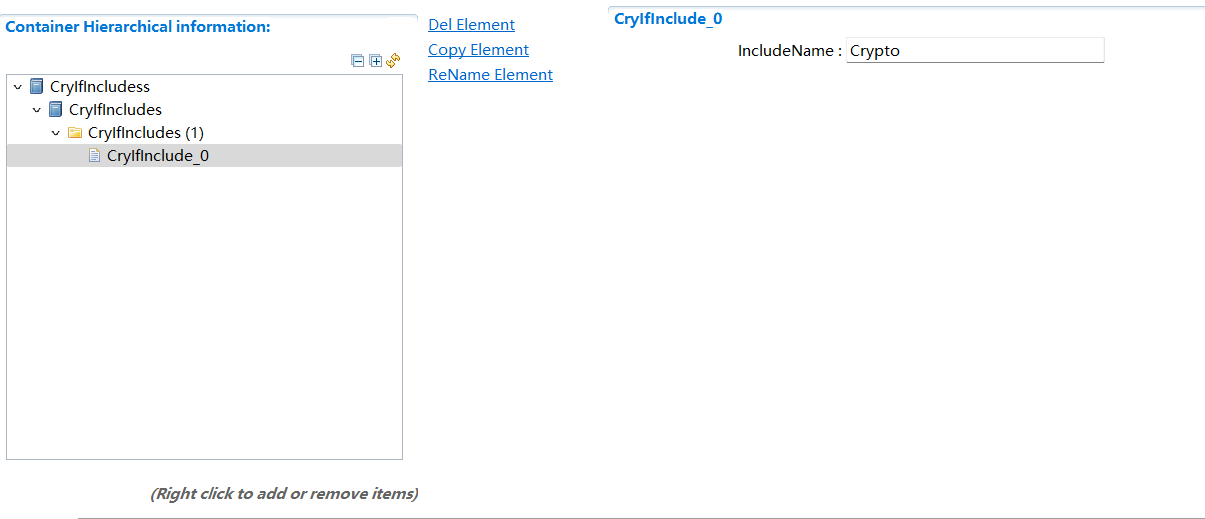 Container Hierarchical information:
CryIfIncludess
CryIfIncludes
CryIfIncludes (1)
CryIfInclude_0
(Right click to add or remove items)
Del Element
Copy Element
ReName Element
CryIfInclude_0
IncludeName : Crypto